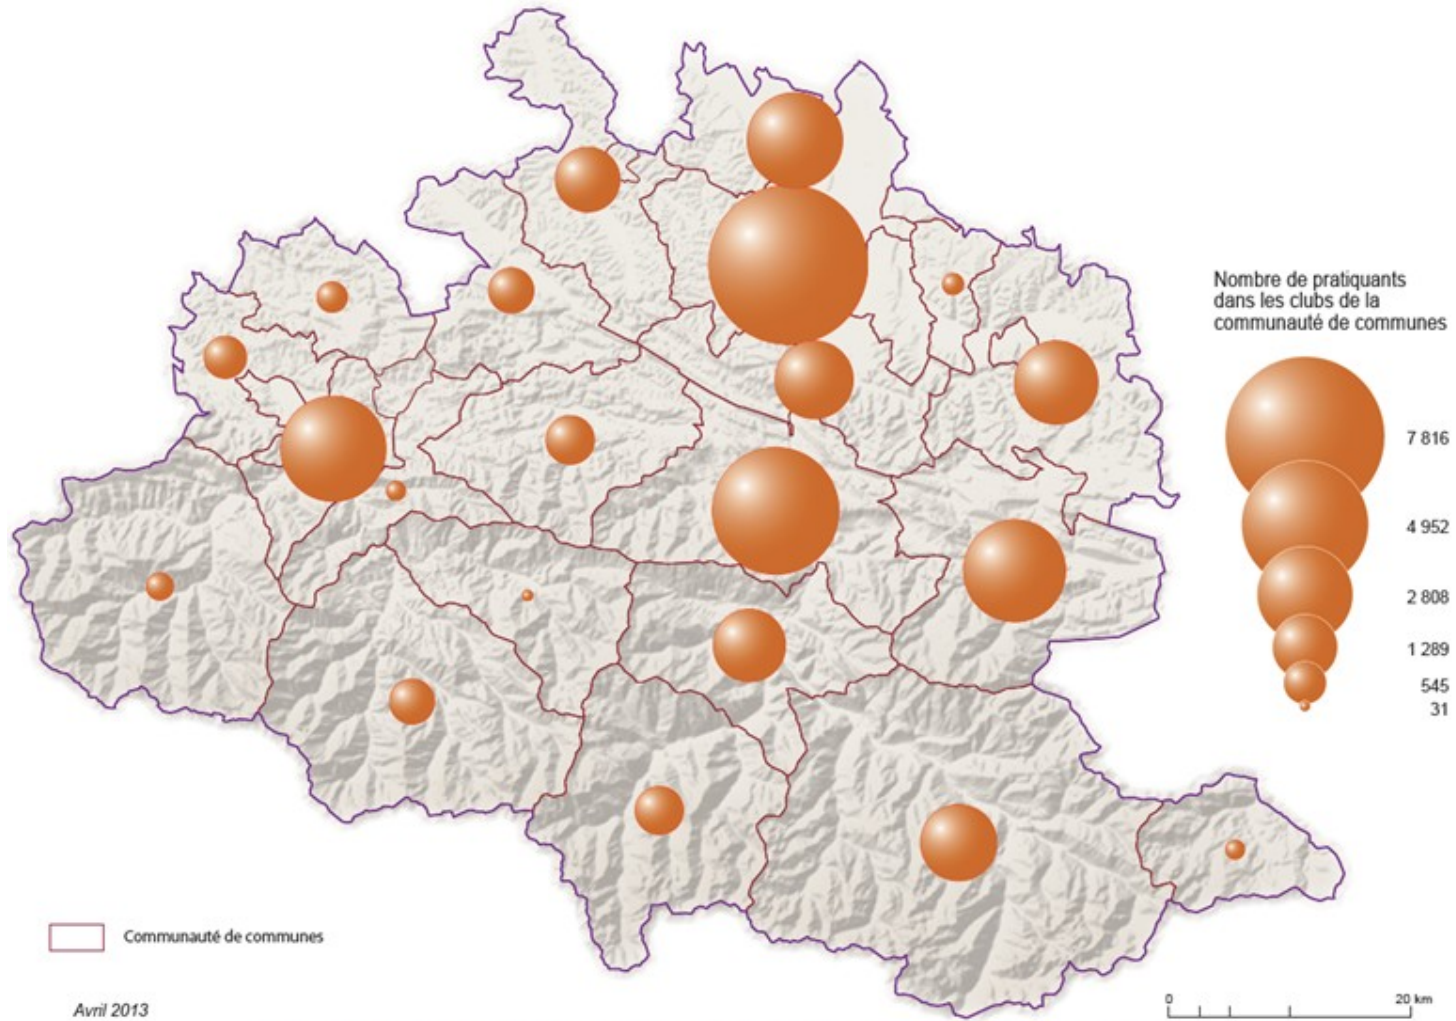 Nombre de pratiquants
dans les clubs de la
communauté de communes
7 816
4 952
2 808
1 289
545
31
Communauté de communes
Avril 2013
0 20 km